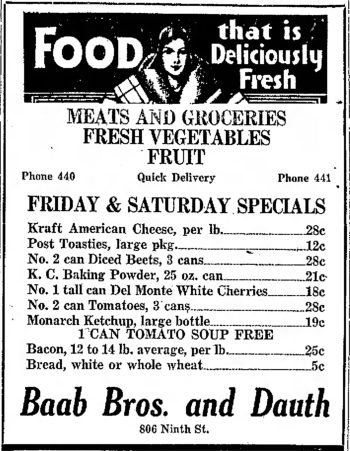 FOOD that is
Deliciously
Fresh
MEATS AND GROCERIES
FRESH VEGETABLES
FRUIT
Phone 440 Quick Delivery Phone 441
FRIDAY & SATURDAY SPECIALS
Kraft American Cheese, per lb. 28c
Post Toasties, large pkg. 12c
No. 2 can Diced Beets, 3 cans 28c
K. C. Baking Powder, 25 oz. can 21c
No. 1 tall can Del Monte White Cherries 18c
No. 2 can Tomatoes, 3 cans 28c
Monarch Ketchup, large bottle 19c
1 CAN TOMATO SOUP FREE
Bacon, 12 to 14 lb. average, per lb. 25c
Bread, white or whole wheat 5c
Baab Bros. and Dauth
806 Ninth St.